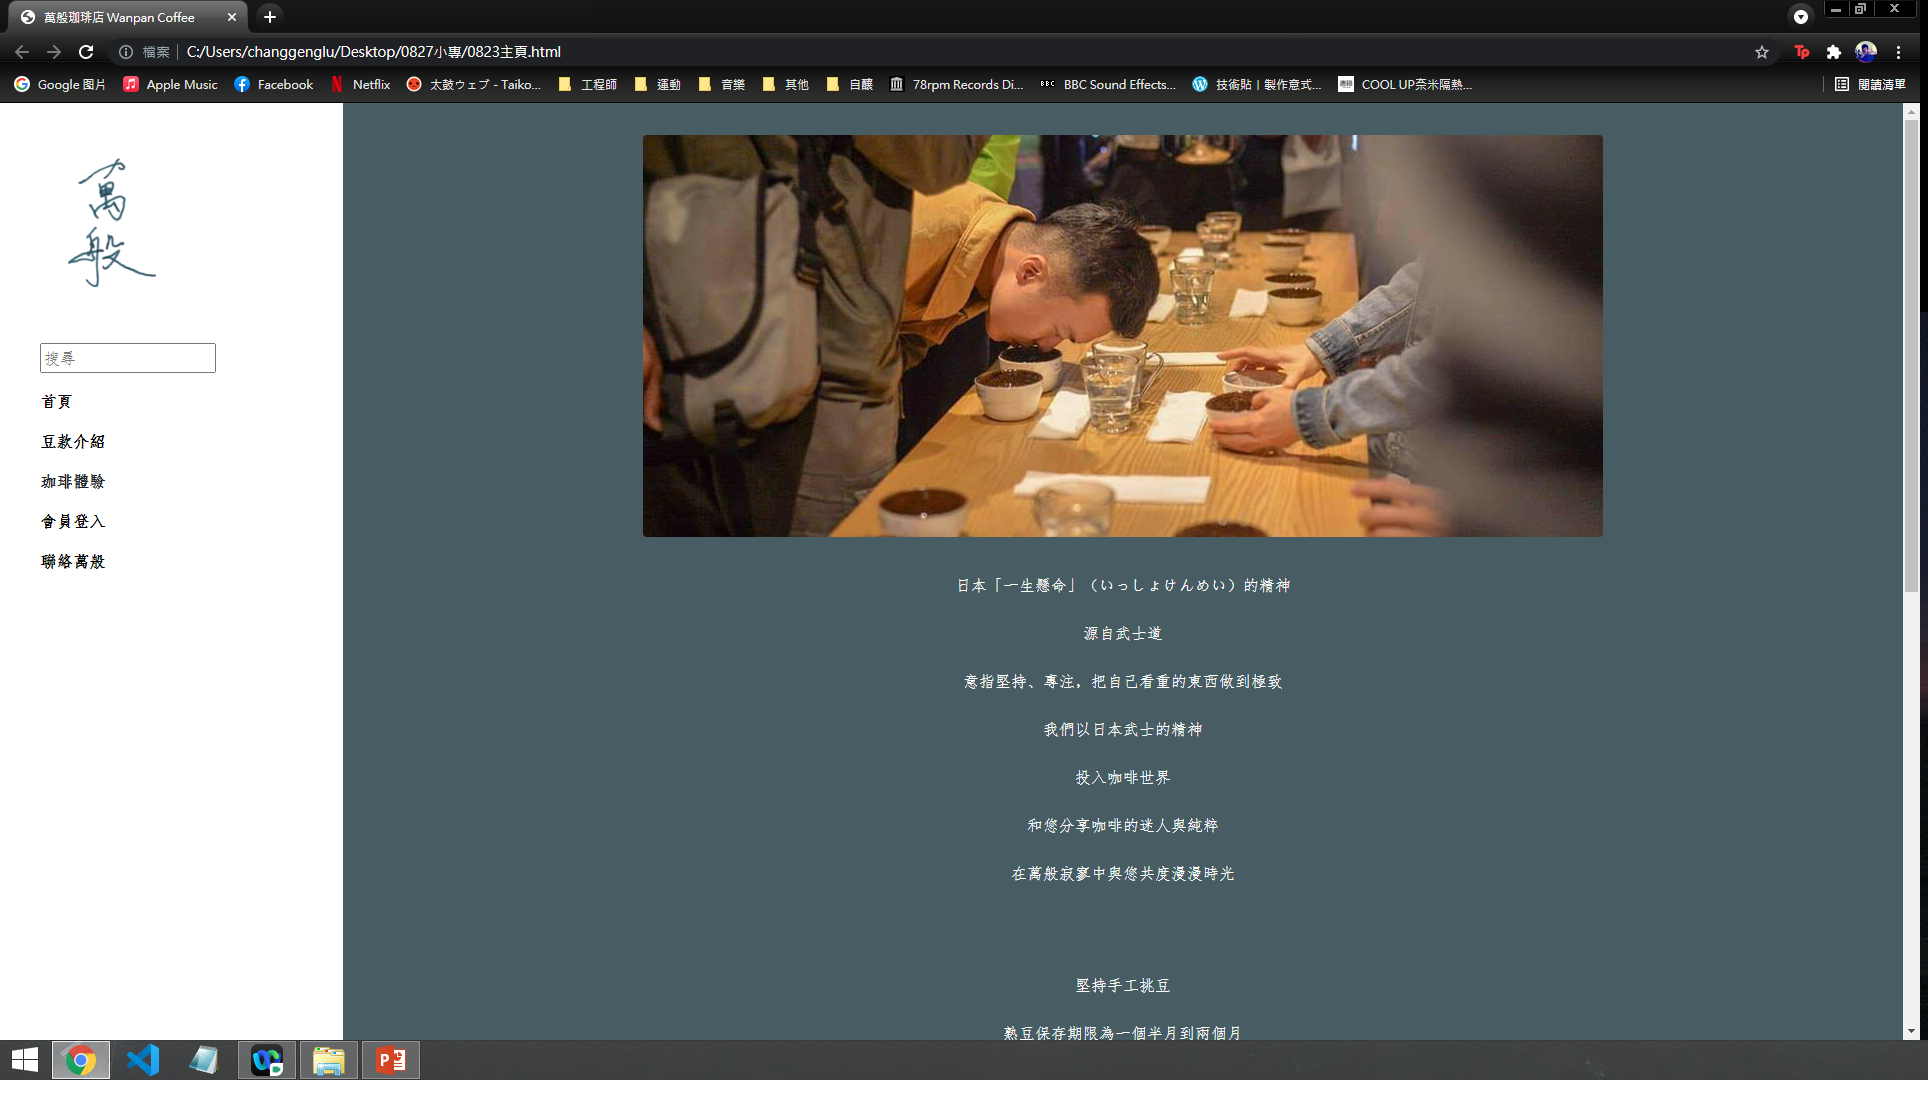 萬般珈琲店 Wanpan Coffee
檔案 | C:/Users/changgenglu/Desktop/0827小專/0823主頁.html
Google 图片 Apple Music Facebook Netflix 太鼓ウェブ - Taiko... 工程師 運動 音樂 其他 自釀 78rpm Records Di... BBC BBC Sound Effects... 技術貼 | 製作意式... COOL UP奈米隔熱... 閱讀清單
萬
般
搜尋
首頁
豆款介紹
珈琲體驗
會員登入
聯絡萬般
日本「一生懸命」（いっしょけんめい）的精神
源自武士道
意指堅持、專注，把自己看重的東西做到極致
我們以日本武士的精神
投入咖啡世界
和您分享咖啡的迷人與純粹
在萬般寂寥中與您共度漫漫時光
堅持手工挑豆
熟豆保存期限為一個半月到兩個月